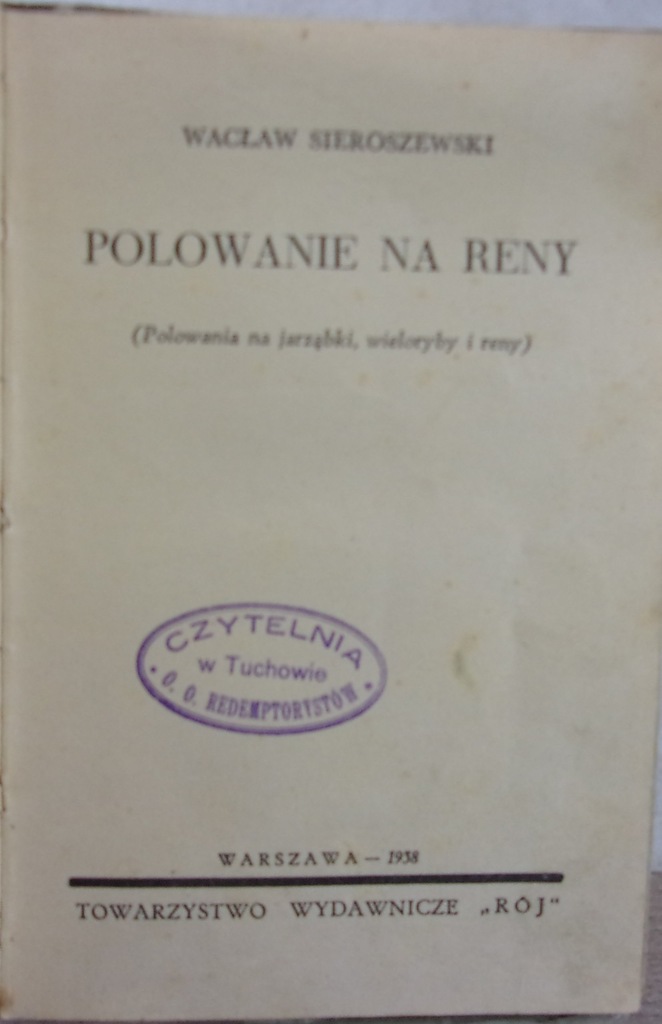 WACŁAW SIEROSZEWSKI
POLOWANIE NA RENY
(Polowania na jarząbki, wieloryby i reny)
CZYTELNIA
w Tuchowie
O. O. REDEMPTORYSTÓW
WARSZAWA — 1938
TOWARZYSTWO WYDAWNICZE „RÓJ"